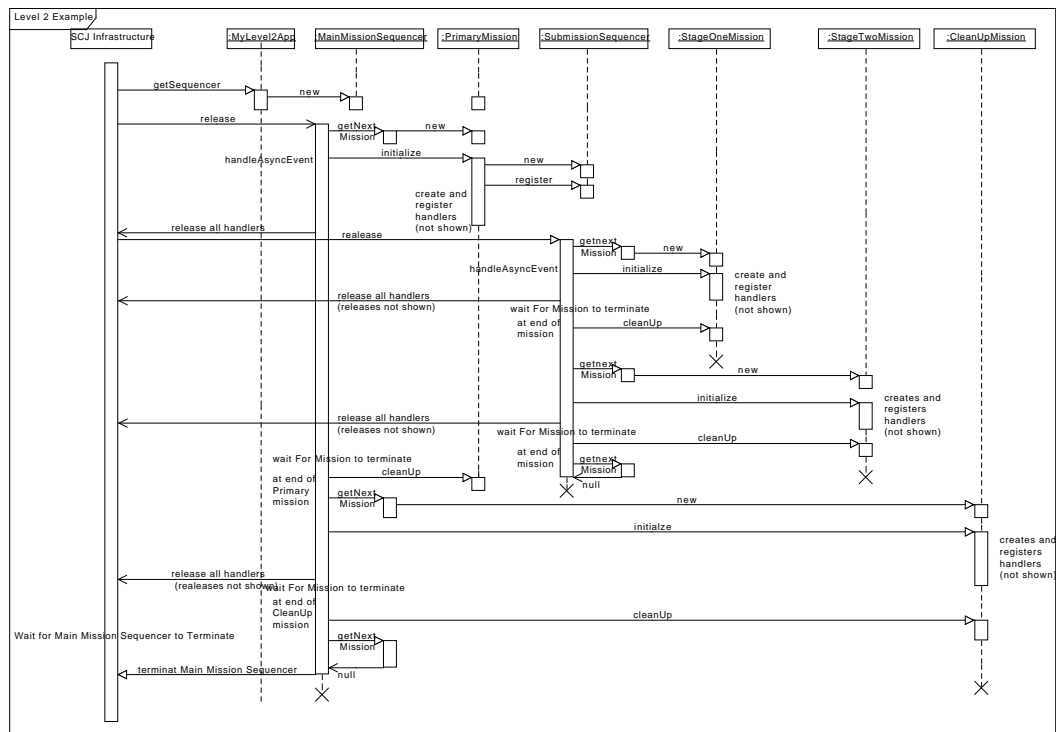 Level 2 Example
SCJ Infrastructure
:MyLevel2App
:MainMissionSequencer
:PrimaryMission
:SubmissionSequencer
:StageOneMission
:StageTwoMission
:CleanUpMission
getSequencer
new
release
getNext
Mission
new
handleAsyncEvent
initialize
new
register
create and
register
handlers
(not shown)
release all handlers
realease
getnext
Mission
new
handleAsyncEvent
initialize
create and
register
handlers
(not shown)
release all handlers
(releases not shown)
wait For Mission to terminate
at end of
mission
cleanUp
getnext
Mission
new
initialize
creates and
registers
handlers
(not shown)
release all handlers
(releases not shown)
wait For Mission to terminate
cleanUp
at end of
mission
getnext
Mission
null
wait For Mission to terminate
cleanUp
at end of
Primary
mission
getNext
Mission
new
initialze
creates and
registers
handlers
(not shown)
release all handlers
(realeases not shown)
wait For Mission to terminate
at end of
CleanUp
mission
cleanUp
Wait for Main Mission Sequencer to Terminate
getNext
Mission
null
terminat Main Mission Sequencer